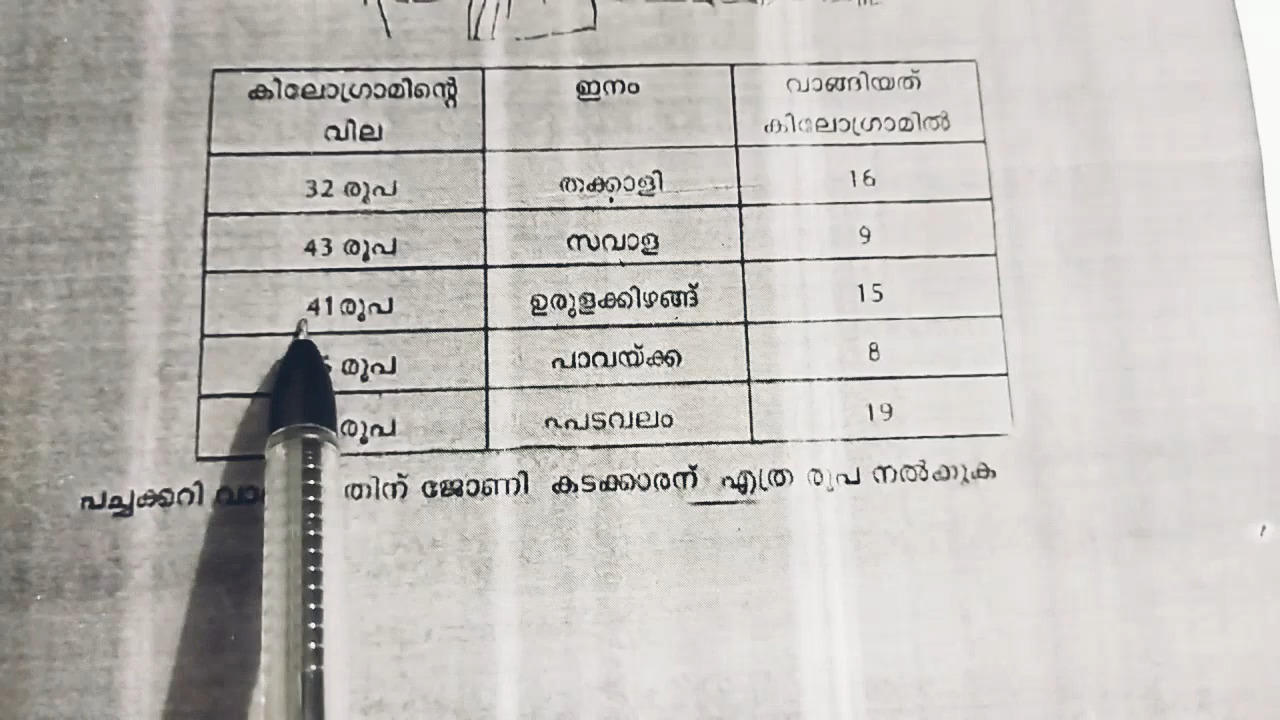 കിലോഗ്രാമിന്റെ വില ഇനം വാങ്ങിയത് കിലോഗ്രാമിൽ
32 രൂപ തക്കാളി 16
43 രൂപ സവാള 9
41 രൂപ ഉരുളക്കിഴങ്ങ് 15
രൂപ പാവയ്ക്ക 8
രൂപ പടവലം 19
പച്ചക്കറി തിന് ജോണി കടക്കാരന് എത്ര രൂപ നൽകുക